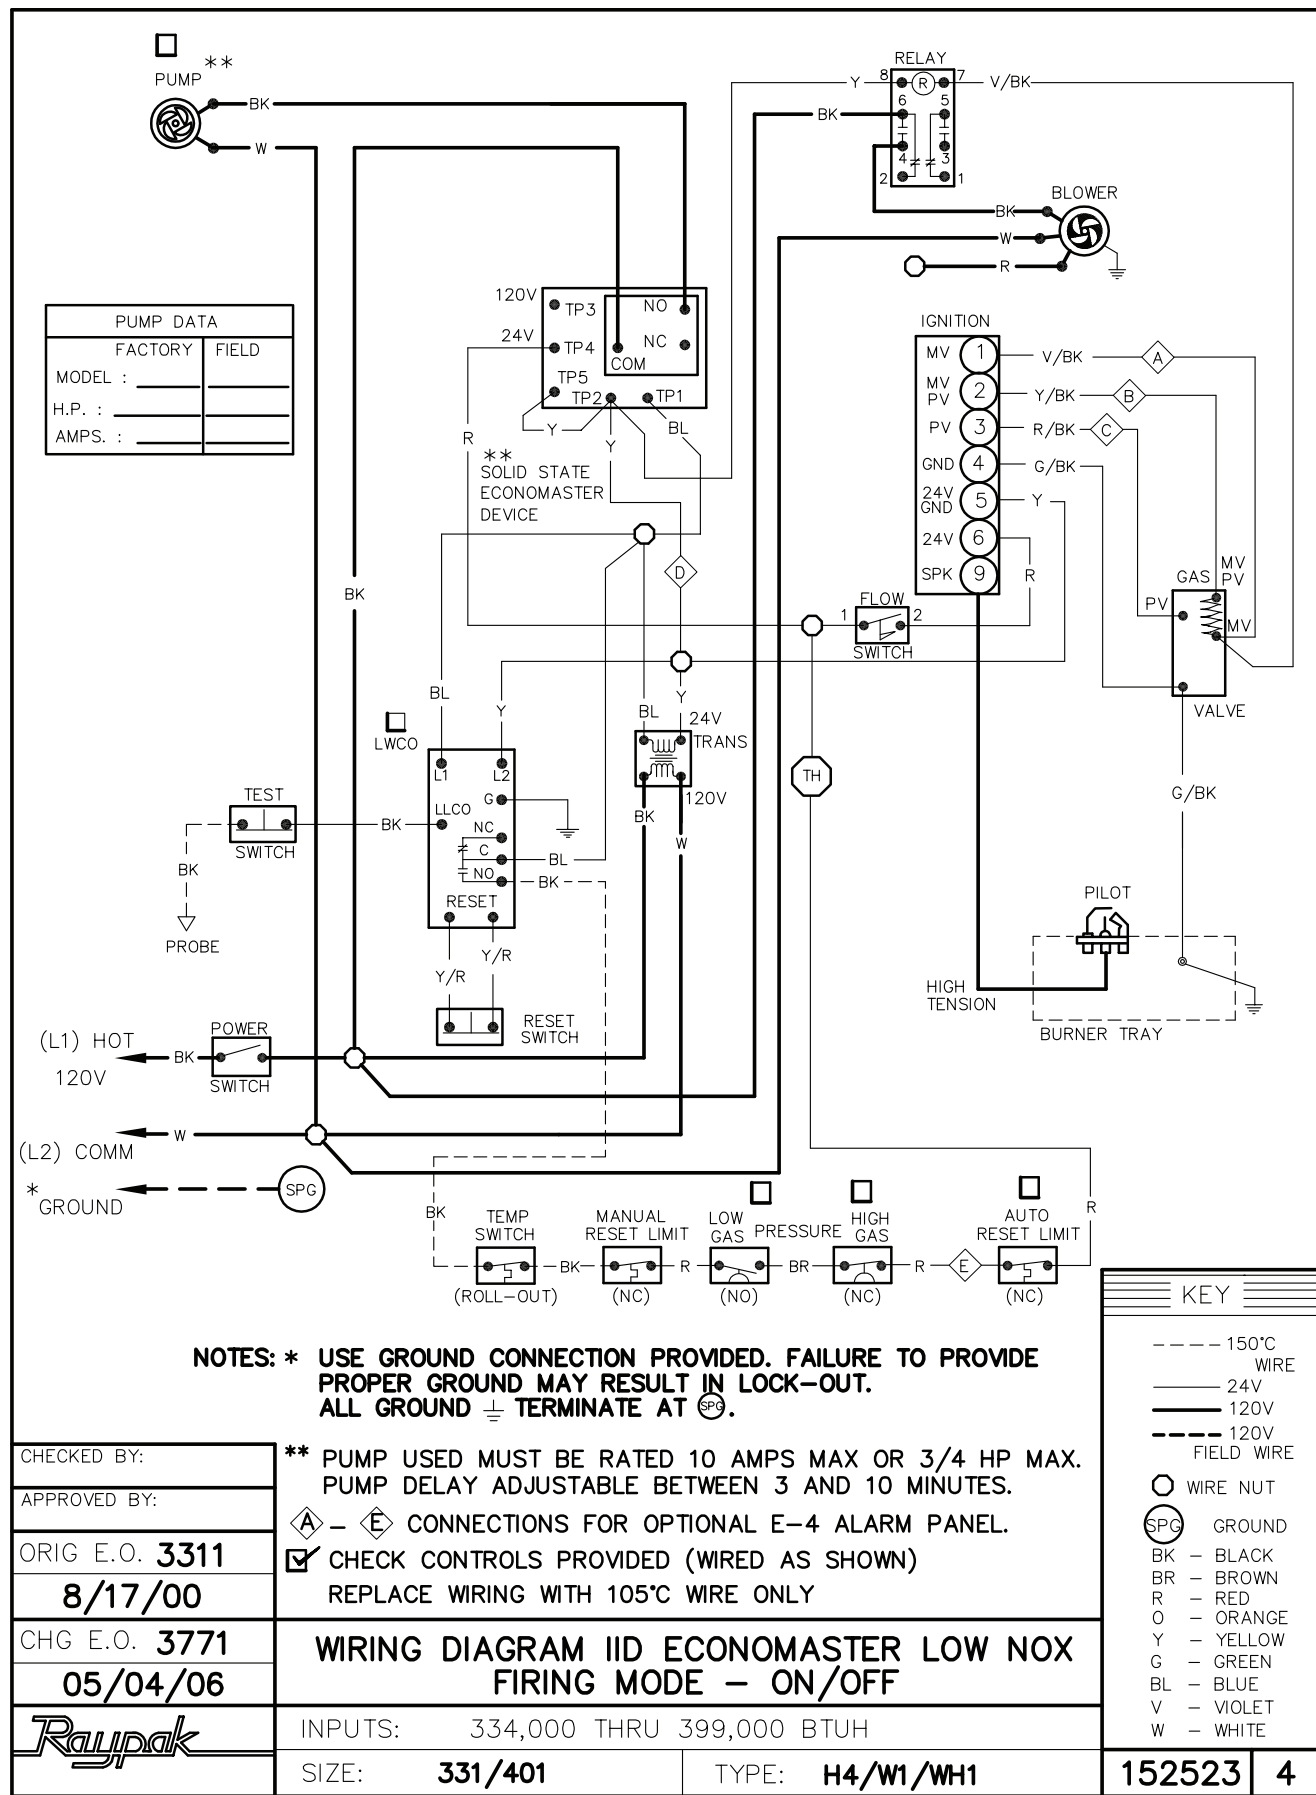 **
PUMP
BK
W
RELAY
8
R
7
Y
V/BK
6
5
BK
4
3
2
1
BLOWER
BK
W
R
PUMP DATA
FACTORY FIELD
MODEL :
H.P. :
AMPS. :
120V
TP3
NO
24V
TP4
NC
COM
TP5
TP2
TP1
Y
BL
R
Y
**
SOLID STATE
ECONOMASTER
DEVICE
D
IGNITION
MV 1 V/BK A
MV
PV 2 Y/BK B
PV 3 R/BK C
GND 4 G/BK
24V
GND 5 Y
24V 6
R
SPK 9
FLOW
1 2
SWITCH
GAS
MV
PV
PV
MV
VALVE
BK
BL
Y
LWCO
BL
Y
24V
TRANS
120V
BK
W
TH
L1 L2
G
LLCO
NC
C
NO
BL
BK
RESET
TEST
SWITCH
BK
BK
PROBE
Y/R
Y/R
RESET
SWITCH
G/BK
PILOT
HIGH
TENSION
BURNER TRAY
(L1) HOT
120V
BK
POWER
SWITCH
(L2) COMM
W
*
GROUND
SPG
BK
TEMP
SWITCH
(ROLL-OUT)
BK
MANUAL
RESET LIMIT
(NC)
R
LOW
GAS
(NO)
PRESSURE
BR
HIGH
GAS
(NC)
R
E
AUTO
RESET LIMIT
(NC)
R
KEY
150°C
WIRE
24V
120V
120V
FIELD WIRE
WIRE NUT
SPG GROUND
BK – BLACK
BR – BROWN
R – RED
O – ORANGE
Y – YELLOW
G – GREEN
BL – BLUE
V – VIOLET
W – WHITE
NOTES: * USE GROUND CONNECTION PROVIDED. FAILURE TO PROVIDE
PROPER GROUND MAY RESULT IN LOCK-OUT.
ALL GROUND TERMINATE AT SPG.
** PUMP USED MUST BE RATED 10 AMPS MAX OR 3/4 HP MAX.
PUMP DELAY ADJUSTABLE BETWEEN 3 AND 10 MINUTES.
A – E CONNECTIONS FOR OPTIONAL E-4 ALARM PANEL.
CHECK CONTROLS PROVIDED (WIRED AS SHOWN)
REPLACE WIRING WITH 105°C WIRE ONLY
CHECKED BY:
APPROVED BY:
ORIG E.O. 3311
8/17/00
CHG E.O. 3771
05/04/06
Raypak
WIRING DIAGRAM IID ECONOMASTER LOW NOX
FIRING MODE – ON/OFF
INPUTS: 334,000 THRU 399,000 BTUH
SIZE: 331/401 TYPE: H4/W1/WH1
152523 4